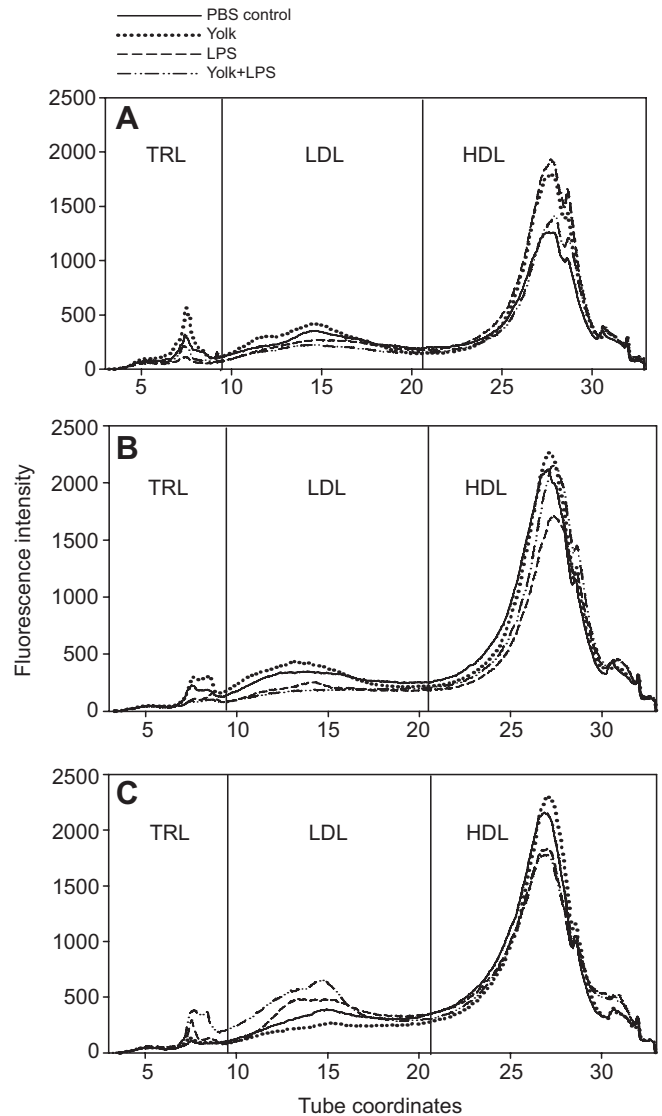 PBS control
Yolk
LPS
Yolk+LPS
2500
2000
1500
1000
500
0
A
TRL
LDL
HDL
5
10
15
20
25
30
Fluorescence intensity
2500
2000
1500
1000
500
0
B
TRL
LDL
HDL
5
10
15
20
25
30
2500
2000
1500
1000
500
0
C
TRL
LDL
HDL
5
10
15
20
25
30
Tube coordinates